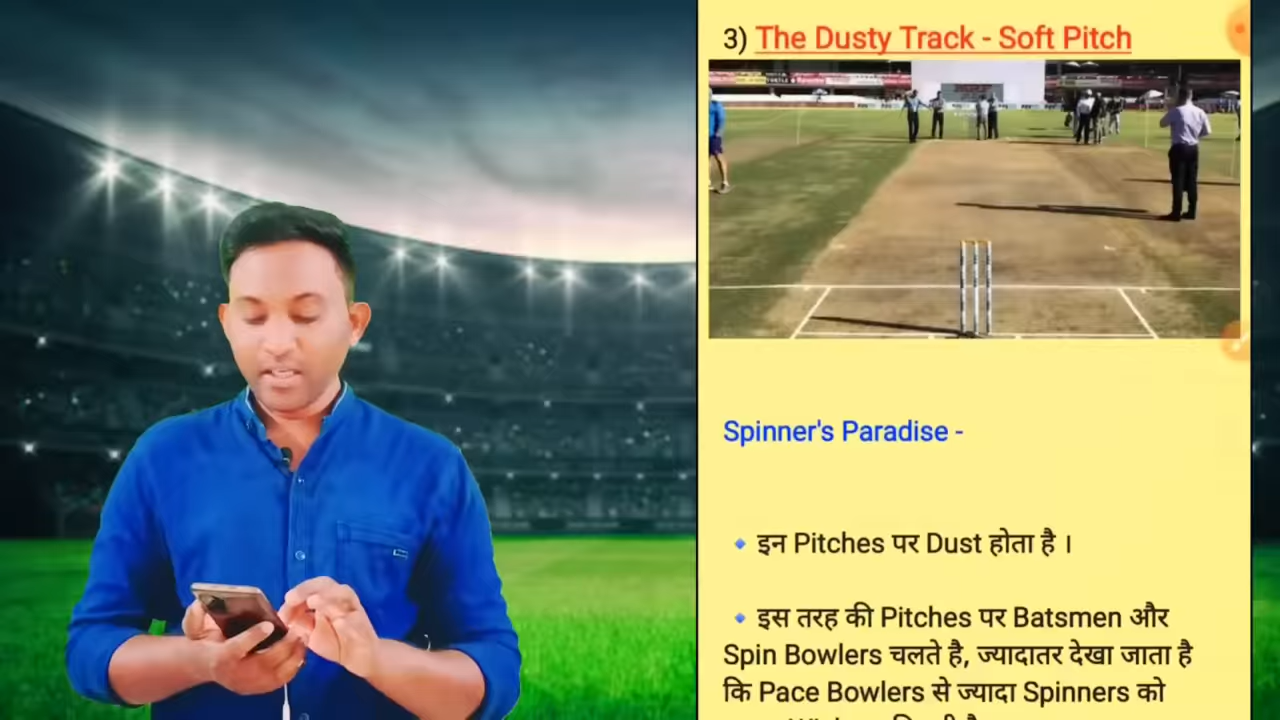 3) The Dusty Track - Soft Pitch
Spinner's Paradise -
🔹 इन Pitches पर Dust होता है ।
🔹 इस तरह की Pitches पर Batsmen और
Spin Bowlers चलते है, ज्यादातर देखा जाता है
कि Pace Bowlers से ज्यादा Spinners को